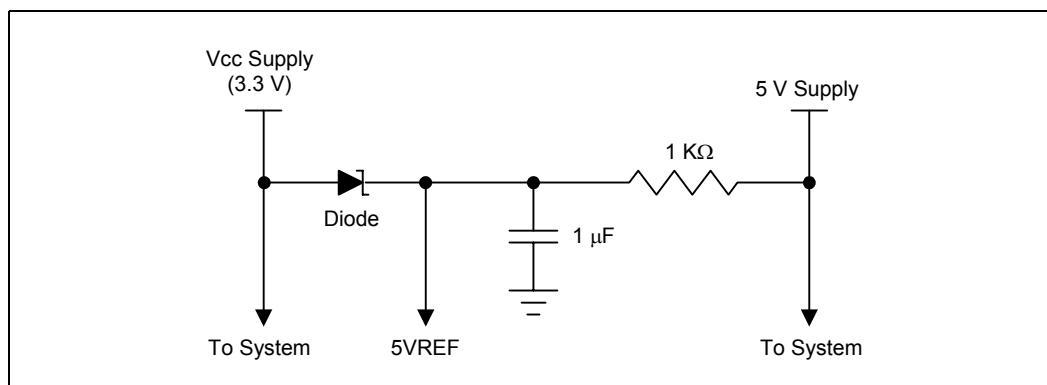 Vcc Supply
(3.3 V)
5 V Supply
1 KΩ
Diode
1 μF
To System
5VREF
To System